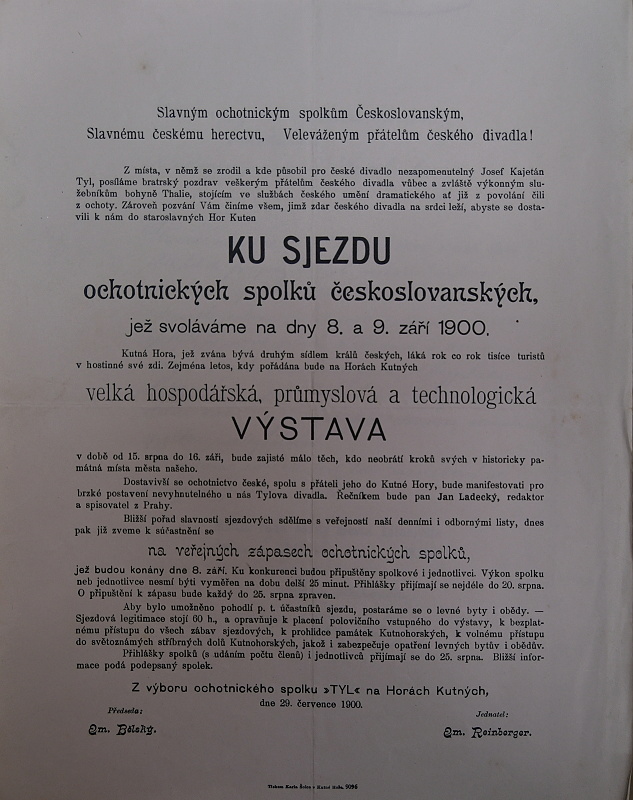 Slavným ochotnickým spolkům Českoslovanským,
Slavnému českému herectvu, Veleváženým přátelům českého divadla!
Z místa, v němž se zrodil a kde působil pro české divadlo nezapomenutelný Josef Kajetán
Tyl, posíláme bratrský pozdrav veškerým přátelům českého divadla vůbec a zvláště výkonným slu-
žebníkům bohyně Thalie, stojícím ve službách českého umění dramatického ať již z povolání čili
z ochoty. Zároveň pozvání Vám činíme všem, jimž zdar českého divadla na srdci leží, abyste se dosta-
vili k nám do staroslavných Hor Kuten
KU SJEZDU
ochotnických spolků českoslovanských,
jež svoláváme na dny 8. a 9. září 1900.
Kutná Hora, jež zvána bývá druhým sídlem králů českých, láká rok co rok tisíce turistů
v hostinné své zdi. Zejména letos, kdy pořádána bude na Horách Kutných
velká hospodářská, průmyslová a technologická
VÝSTAVA
v době od 15. srpna do 16. září, bude zajisté málo těch, kdo neobrátí kroků svých v historicky pa-
mátná místa města našeho.
Dostavivší se ochotnictvo české, spolu s přáteli jeho do Kutné Hory, bude manifestovati pro
brzké postavení nevyhnutelného u nás Tylova divadla. Řečníkem bude pan Jan Ladecký, redaktor
a spisovatel z Prahy.
Bližší pořad slavností sjezdových sdělíme s veřejností naší denními i odbornými listy, dnes
pak již zveme k súčastnění se
na veřejných zápasech ochotnických spolků,
jež budou konány dne 8. září. Ku konkurenci budou připuštěny spolkové i jednotlivci. Výkon spolku
neb jednotlivce nesmí býti vyměřen na dobu delší 25 minut. Přihlášky přijímají se nejdéle do 20. srpna.
O připuštění k zápasu bude každý do 25. srpna zpraven.
Aby bylo umožněno pohodlí p. t. účastníků sjezdu, postaráme se o levné byty i obědy. —
Sjezdová legitimace stojí 60 h., a opravňuje k placení polovičního vstupného do výstavy, k bezplat-
nému přístupu do všech zábav sjezdových, k prohlídce památek Kutnohorských, k volnému přístupu
do světoznámých stříbrných dolů Kutnohorských, jakož i zabezpečuje opatření levných bytův i obědův.
Přihlášky spolků (s udáním počtu členů) i jednotlivců přijímají se do 25. srpna. Bližší infor-
mace podá podepsaný spolek.
Z výboru ochotnického spolku »TYL« na Horách Kutných,
dne 29. července 1900.
Předseda:
Jednatel:
Qm. Bělský.
Qm. Reinberger.
Tiskem Karla Šolce v Kutné Hoře. 9096